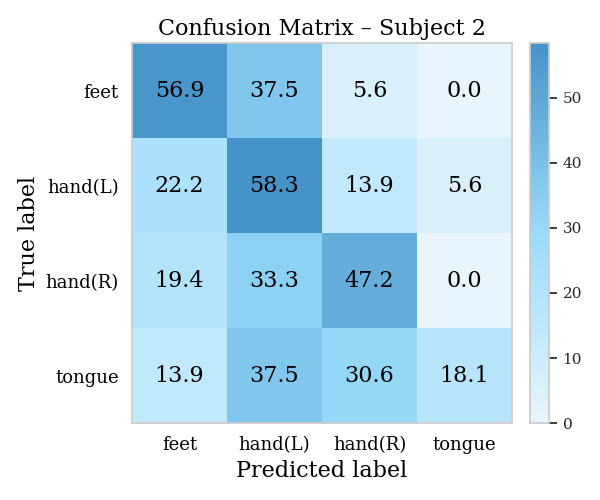 Confusion Matrix – Subject 2
feet 56.9 37.5 5.6 0.0
hand(L) 22.2 58.3 13.9 5.6
hand(R) 19.4 33.3 47.2 0.0
tongue 13.9 37.5 30.6 18.1
feet hand(L) hand(R) tongue
Predicted label
True label
50
40
30
20
10
0